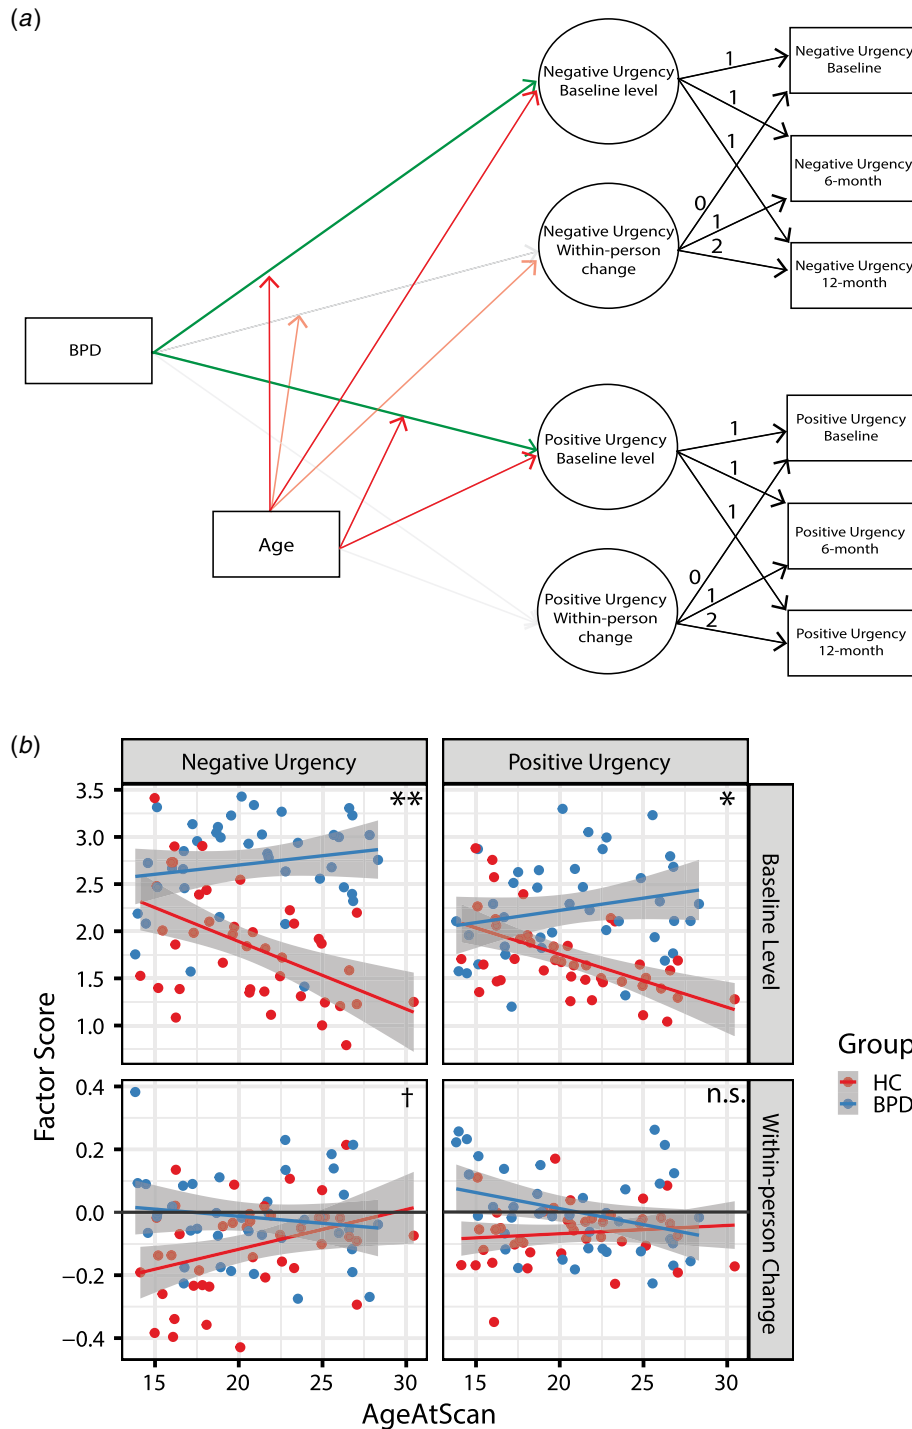 (a)
Negative Urgency
Baseline level
1
1
1
Negative Urgency
Baseline
Negative Urgency
6-month
Negative Urgency
Within-person
change
0
1
2
Negative Urgency
12-month
BPD
Age
Positive Urgency
Baseline level
1
1
1
Positive Urgency
Baseline
Positive Urgency
6-month
Positive Urgency
Within-person
change
0
1
2
Positive Urgency
12-month
(b)
Negative Urgency
Positive Urgency
3.5
3.0
2.5
2.0
1.5
1.0
**
*
Baseline Level
0.4
0.2
0.0
−0.2
−0.4
†
n.s.
Within-person Change
Factor Score
15 20 25 30
15 20 25 30
AgeAtScan
Group
HC
BPD